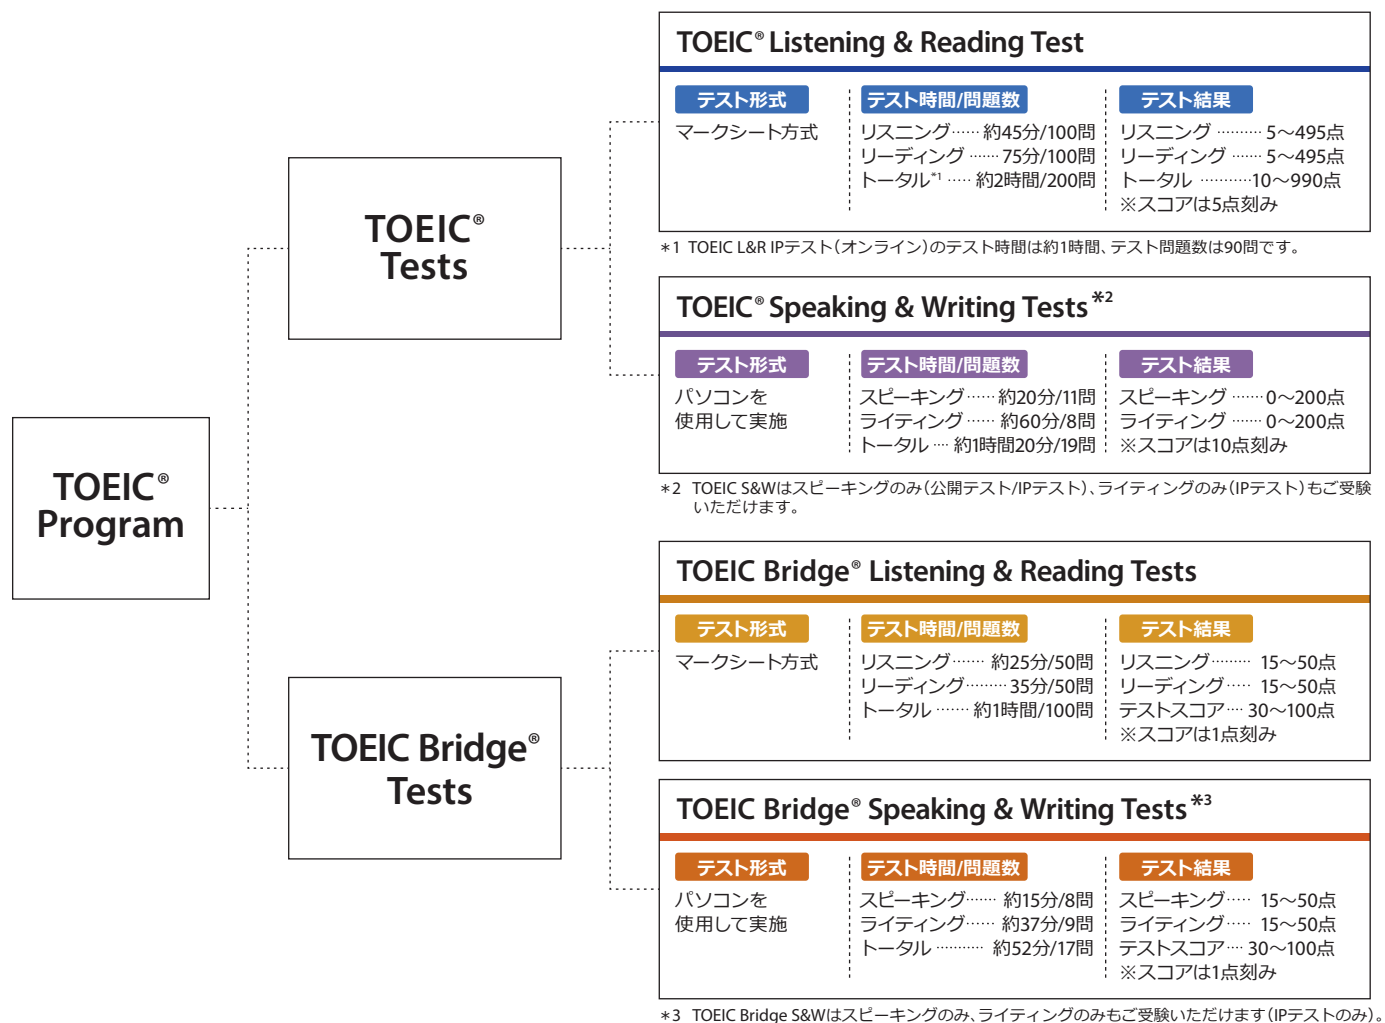 TOEIC® Program
TOEIC® Tests
TOEIC® Listening & Reading Test
テスト形式
マークシート方式
テスト時間/問題数
リスニング……約45分/100問
リーディング……75分/100問
トータル*1……約2時間/200問
テスト結果
リスニング………5〜495点
リーディング……5〜495点
トータル…………10〜990点
※スコアは5点刻み
*1 TOEIC L&R IPテスト(オンライン)のテスト時間は約1時間、テスト問題数は90問です。
TOEIC® Speaking & Writing Tests*2
テスト形式
パソコンを
使用して実施
テスト時間/問題数
スピーキング……約20分/11問
ライティング……約60分/8問
トータル…約1時間20分/19問
テスト結果
スピーキング……0〜200点
ライティング……0〜200点
※スコアは10点刻み
*2 TOEIC S&Wはスピーキングのみ(公開テスト/IPテスト)、ライティングのみ(IPテスト)もご受験
いただけます。
TOEIC Bridge® Tests
TOEIC Bridge® Listening & Reading Tests
テスト形式
マークシート方式
テスト時間/問題数
リスニング……約25分/50問
リーディング………35分/50問
トータル……約1時間/100問
テスト結果
リスニング………15〜50点
リーディング……15〜50点
テストスコア…30〜100点
※スコアは1点刻み
TOEIC Bridge® Speaking & Writing Tests*3
テスト形式
パソコンを
使用して実施
テスト時間/問題数
スピーキング……約15分/8問
ライティング……約37分/9問
トータル…………約52分/17問
テスト結果
スピーキング……15〜50点
ライティング……15〜50点
テストスコア…30〜100点
※スコアは1点刻み
*3 TOEIC Bridge S&Wはスピーキングのみ、ライティングのみもご受験いただけます(IPテストのみ)。